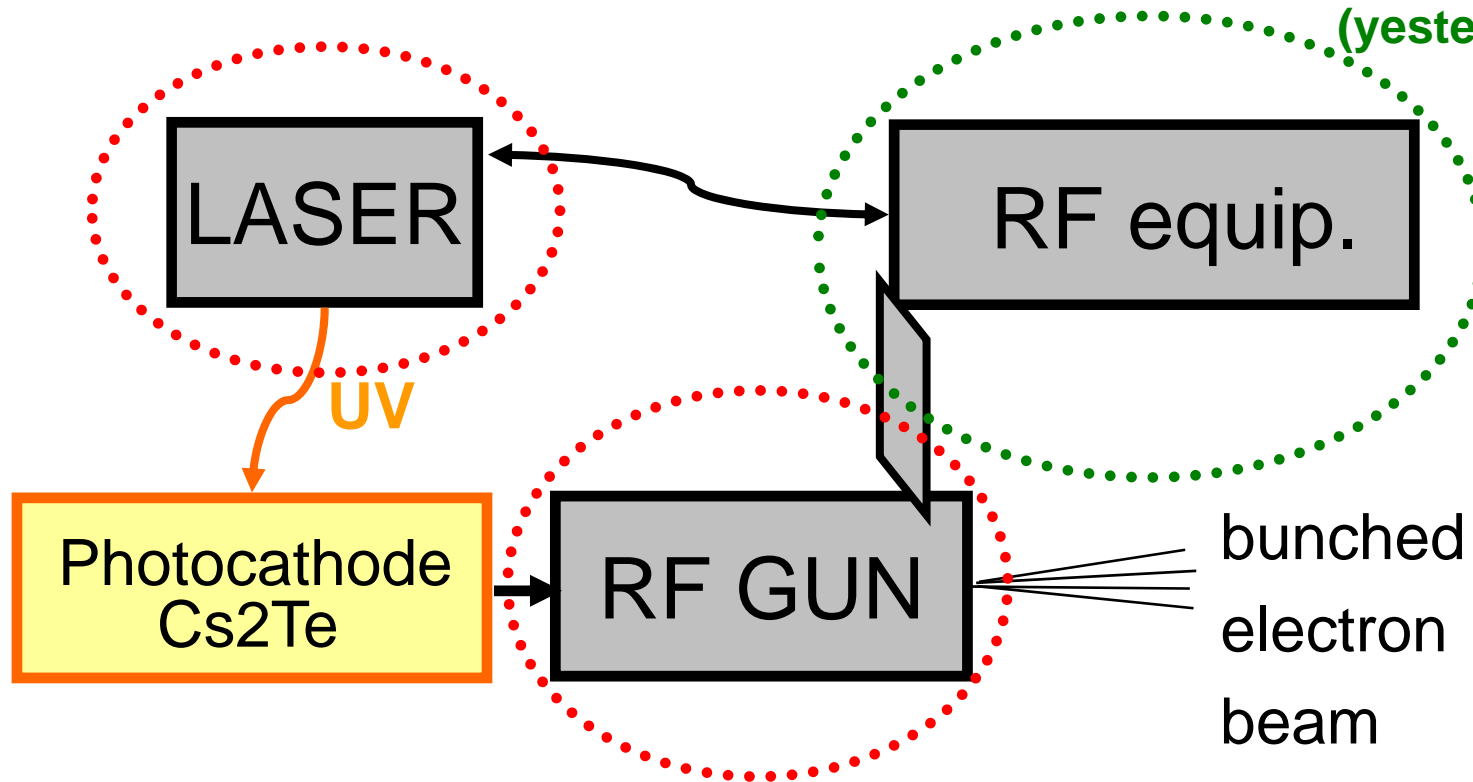 LASER
RF equip.
UV
Photocathode
Cs2Te
RF GUN
bunched
electron
beam